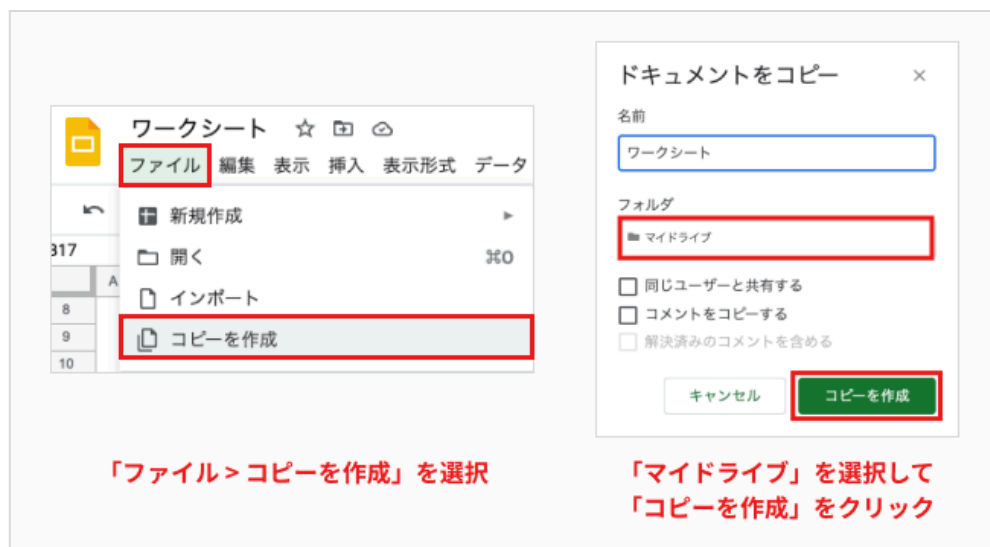 ワークシート
ファイル 編集 表示 挿入 表示形式 データ
新規作成
317
開く ⌘O
A
インポート
8
9
コピーを作成
10
「ファイル > コピーを作成」を選択
ドキュメントをコピー ×
名前
ワークシート
フォルダ
マイドライブ
同じユーザーと共有する
コメントをコピーする
解決済みのコメントを含める
キャンセル コピーを作成
「マイドライブ」を選択して
「コピーを作成」をクリック